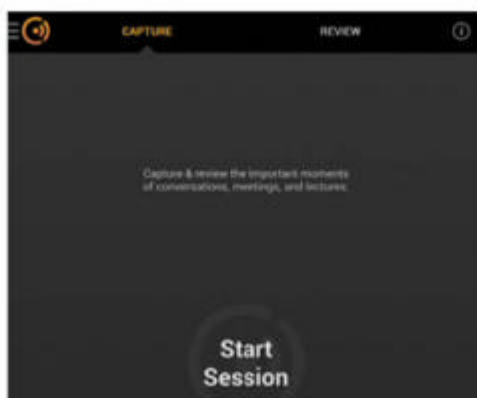 CAPTURE
REVIEW
Capture & review the important moments
of conversations, meetings, and lectures.
Start
Session